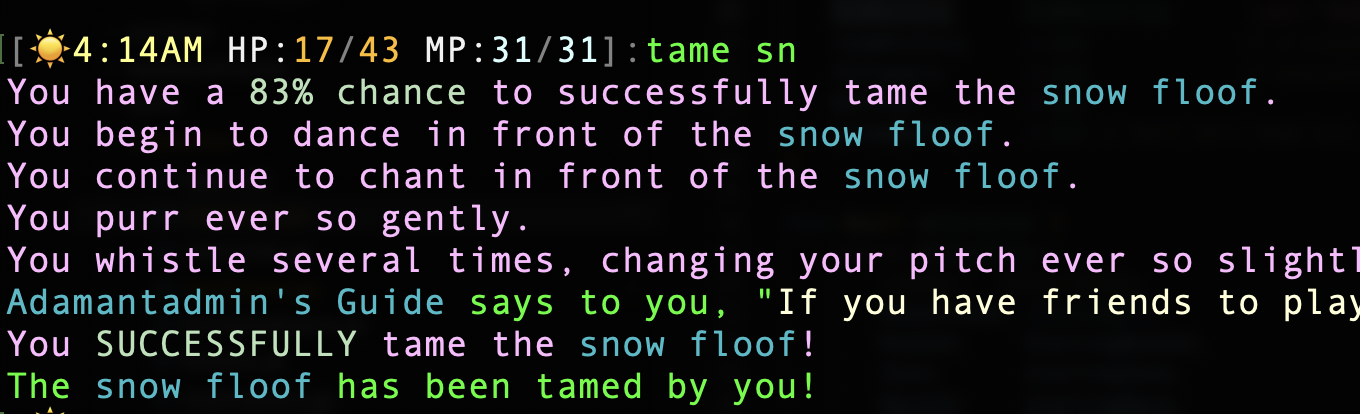 [☀️4:14AM HP:17/43 MP:31/31]:tame sn
You have a 83% chance to successfully tame the snow floof.
You begin to dance in front of the snow floof.
You continue to chant in front of the snow floof.
You purr ever so gently.
You whistle several times, changing your pitch ever so slightl
Adamantadmin's Guide says to you, "If you have friends to play
You SUCCESSFULLY tame the snow floof!
The snow floof has been tamed by you!